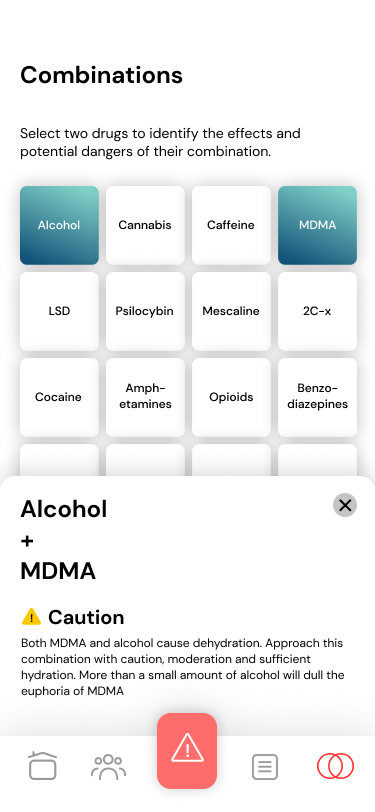 Combinations
Select two drugs to identify the effects and
potential dangers of their combination.
Alcohol
Cannabis
Caffeine
MDMA
LSD
Psilocybin
Mescaline
2C-x
Cocaine
Amph-
etamines
Opioids
Benzo-
diazepines
Alcohol
+
MDMA
Caution
Both MDMA and alcohol cause dehydration. Approach this
combination with caution, moderation and sufficient
hydration. More than a small amount of alcohol will dull the
euphoria of MDMA